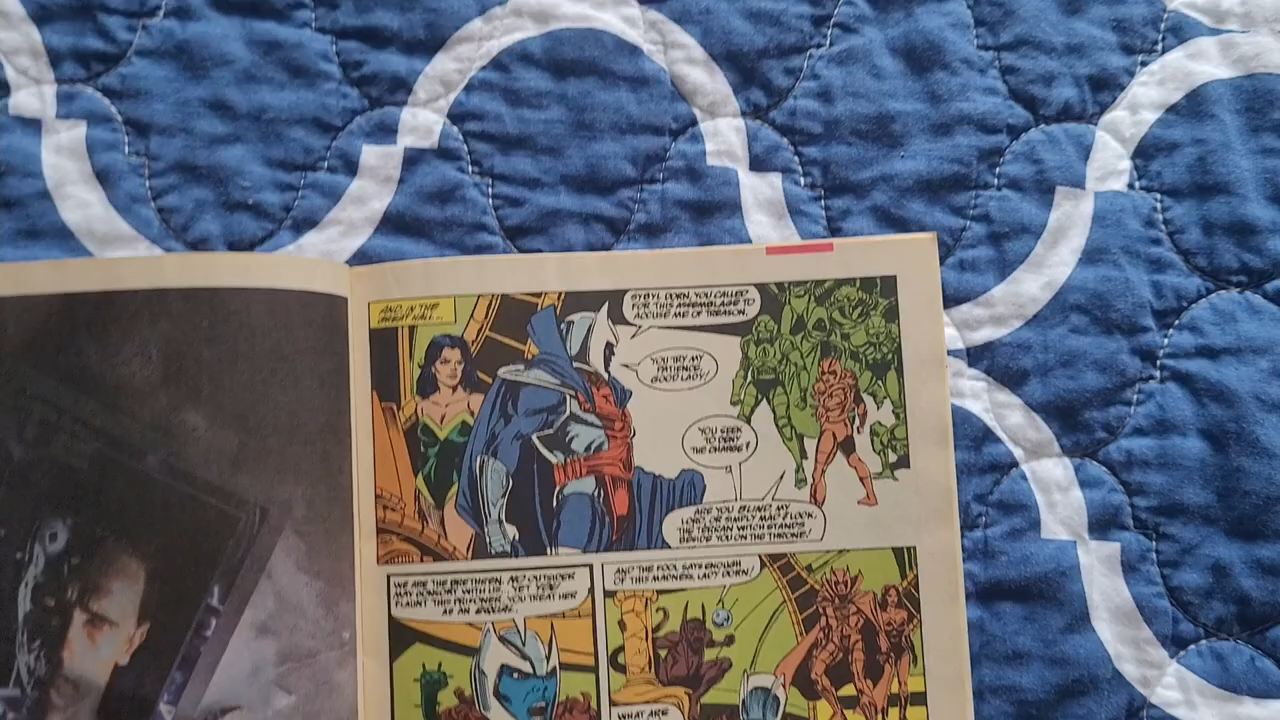 AND IN THE
GREAT HALL...
SYBYL DORN, YOU CALLED
FOR THIS ASSEMBLAGE TO
ACCUSE ME OF TREASON.
YOU TRY MY
PATIENCE,
GOOD LADY!
YOU SEEK
TO DENY
THE CHARGE?
ARE YOU BLIND, MY
LORD, OR SIMPLY MAD? LOOK,
THE TERRAN WITCH STANDS
BESIDE YOU ON THE THRONE!
WE ARE THE BRETHREN. NO OUTSIDER
MAY CONSORT WITH US. YET YOU
FLAUNT THIS PRISONER. YOU TREAT HER
AS AN EQUAL.
AND THE FOOL SAYS ENOUGH
OF THIS MADNESS, LADY DORN!
WHAT ARE